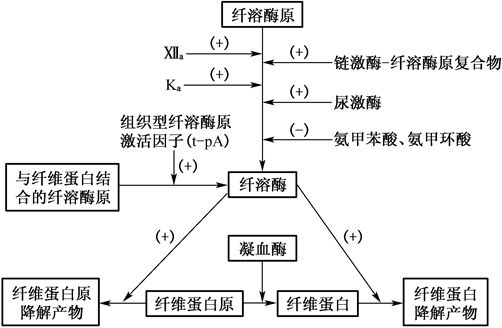 纤溶酶原
Ⅻa
(+)
(+)
链激酶-纤溶酶原复合物
Ka
(+)
(+)
尿激酶
组织型纤溶酶原
激活因子(t-pA)
(+)
(−)
氨甲苯酸、氨甲环酸
与纤维蛋白结
合的纤溶酶原
纤溶酶
(+)
凝血酶
(+)
纤维蛋白原
降解产物
纤维蛋白原
纤维蛋白
纤维蛋白
降解产物